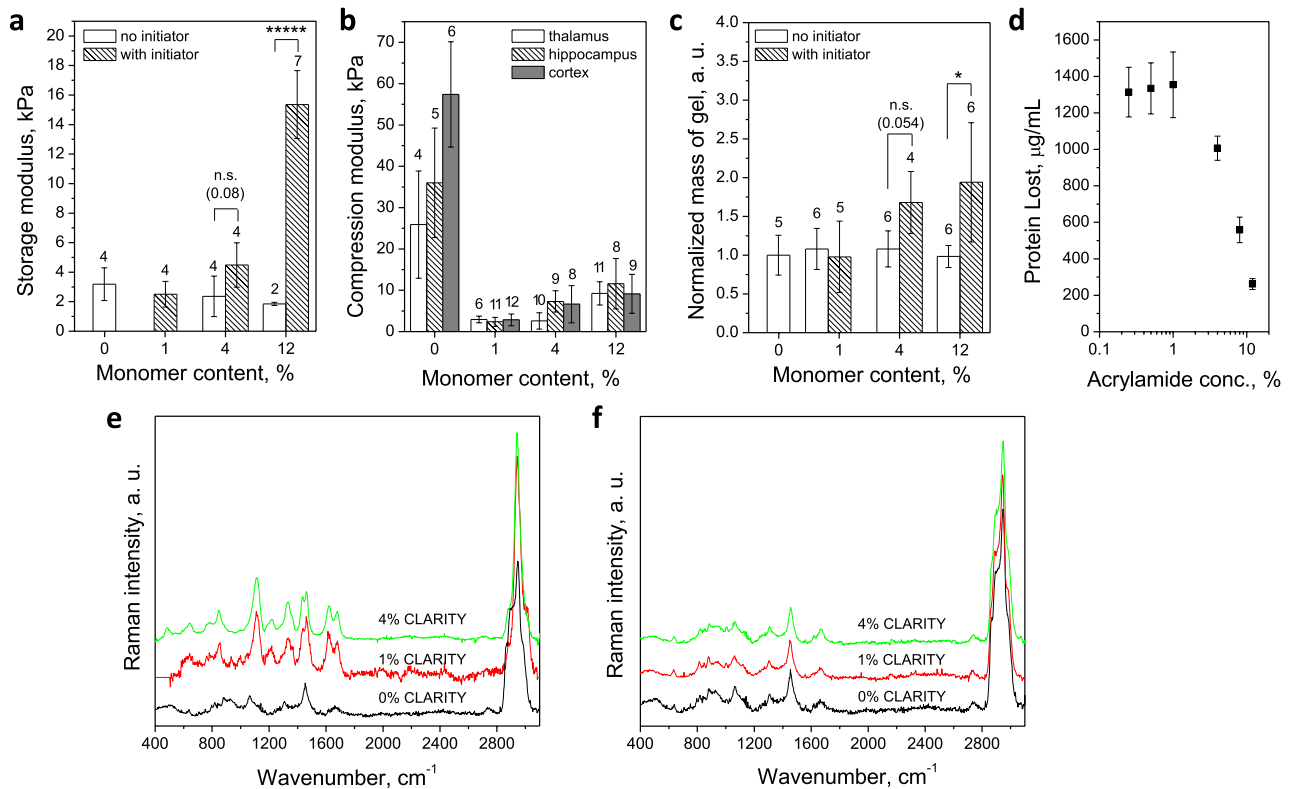 a
Storage modulus, kPa
20
18
16
14
12
10
8
6
4
2
0
no initiator
with initiator
*****
7
n.s.
(0.08)
4
4
4
4
2
0
1
4
12
Monomer content, %
b
Compression modulus, kPa
70
60
50
40
30
20
10
0
thalamus
hippocampus
cortex
4
5
6
6
11
12
10
9
8
11
8
9
0
1
4
12
Monomer content, %
c
Normalized mass of gel, a. u.
4.0
3.5
3.0
2.5
2.0
1.5
1.0
0.5
0.0
no initiator
with initiator
n.s.
(0.054)
*
5
6
5
6
4
6
6
0
1
4
12
Monomer content, %
d
Protein Lost, µg/mL
1600
1400
1200
1000
800
600
400
200
0
0.1
1
10
Acrylamide conc., %
e
Raman intensity, a. u.
4% CLARITY
1% CLARITY
0% CLARITY
400
1200
1600
2000
2800
Wavenumber, cm-1
f
Raman intensity, a. u.
4% CLARITY
1% CLARITY
0% CLARITY
400
1200
1600
2000
2800
Wavenumber, cm-1